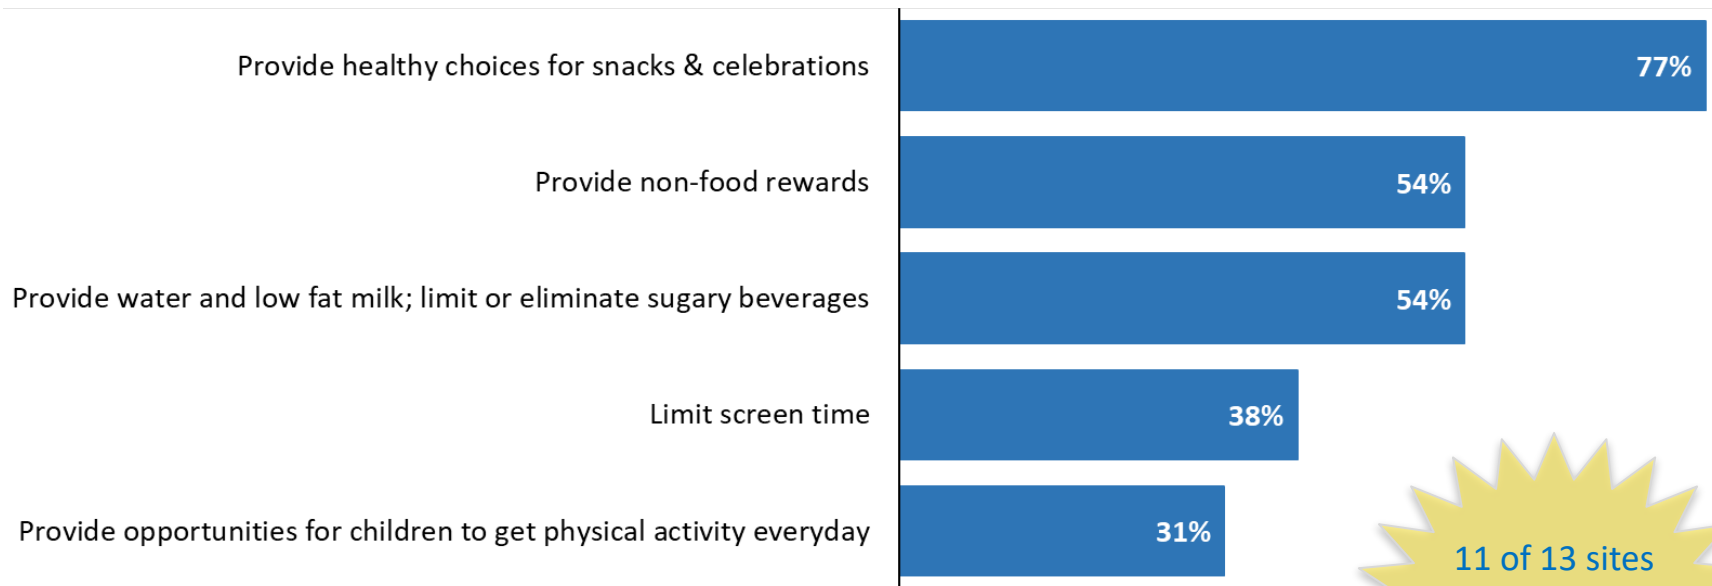 Provide healthy choices for snacks & celebrations 77%
Provide non-food rewards 54%
Provide water and low fat milk; limit or eliminate sugary beverages 54%
Limit screen time 38%
Provide opportunities for children to get physical activity everyday 31%
11 of 13 sites